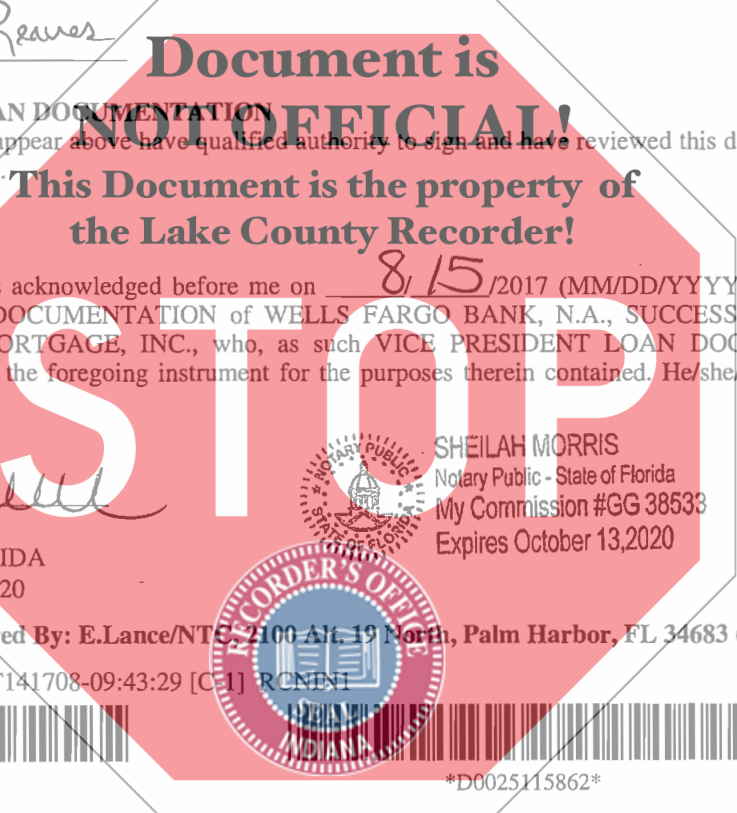 Reaves
Document is
AN DOCUMENTATION
NOT OFFICIAL!
appear above have qualified authority to sign and have reviewed this d
This Document is the property of
the Lake County Recorder!
s acknowledged before me on 8/15/2017 (MM/DD/YYYY
DOCUMENTATION of WELLS FARGO BANK, N.A., SUCCESS
ORTGAGE, INC., who, as such VICE PRESIDENT LOAN DOC
the foregoing instrument for the purposes therein contained. He/she/
STOP
NOTARY PUBLIC
STATE OF FLORIDA
SHEILAH MORRIS
Notary Public - State of Florida
My Commission #GG 38533
Expires October 13,2020
IDA
20
RECORDER'S OFFICE
SEAL
INDIANA
red By: E.Lance/NTC, 2100 Alt. 19 North, Palm Harbor, FL 34683
T141708-09:43:29 [C-1] RCNIN1
*D0025115862*